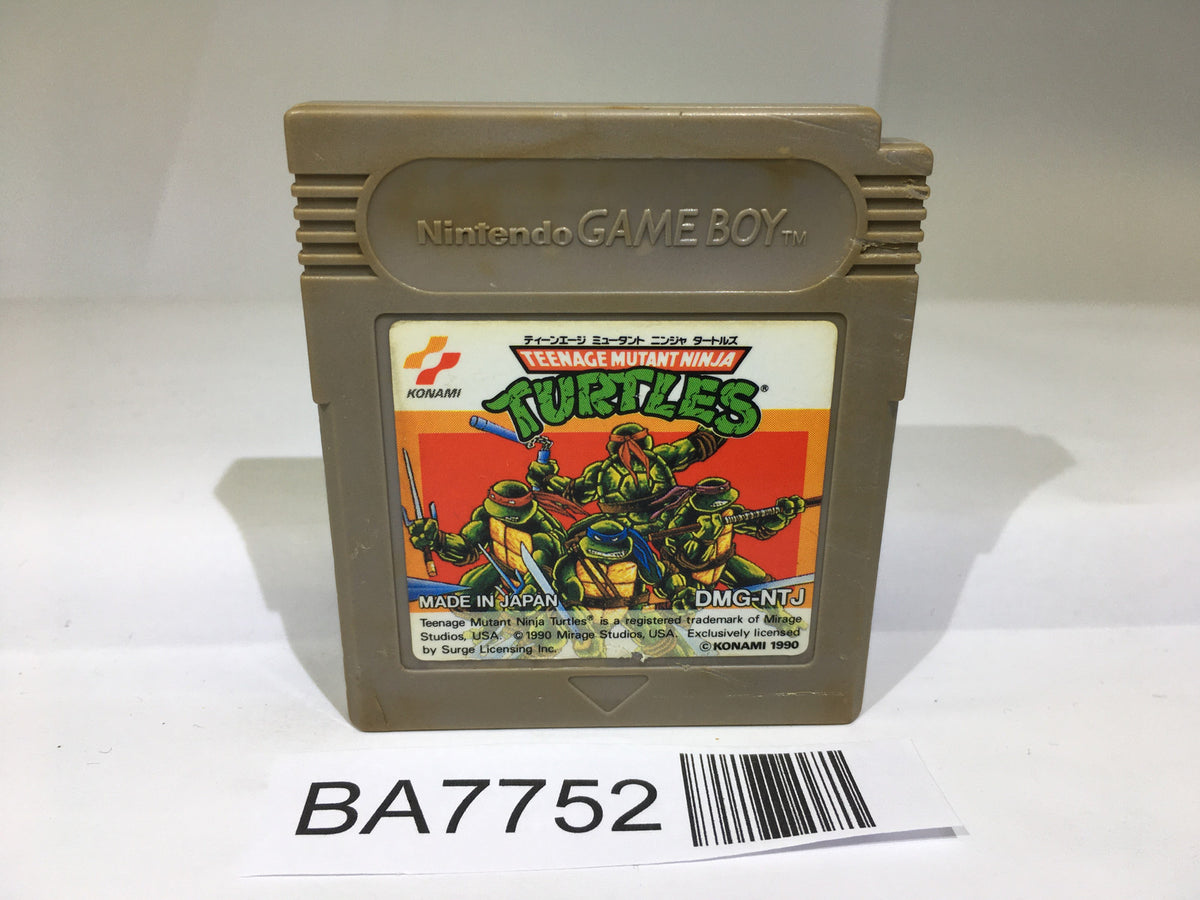 Nintendo GAME BOY TM
ティーンエージ ミュータント ニンジャ タートルズ
TEENAGE MUTANT NINJA
TURTLES®
KONAMI
MADE IN JAPAN DMG-NTJ
Teenage Mutant Ninja Turtles® is a registered trademark of Mirage
Studios, USA. ©1990 Mirage Studios, USA. Exclusively licensed
by Surge Licensing Inc. ©KONAMI 1990
BA7752